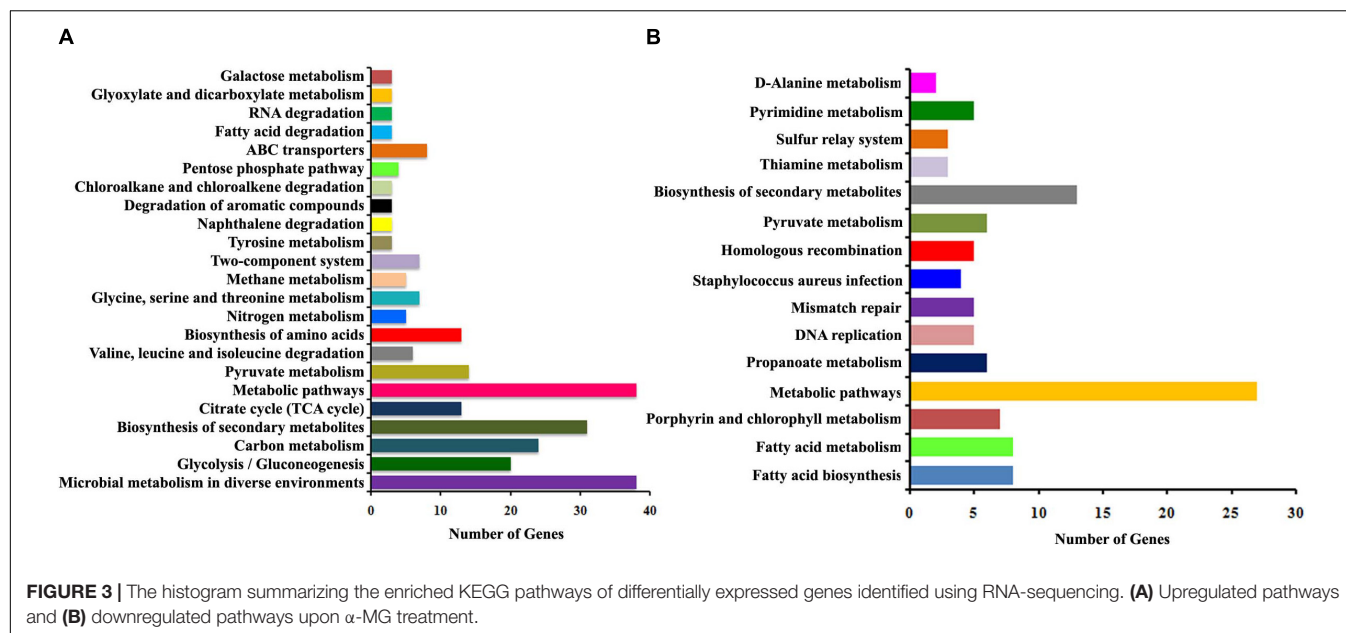 A
Galactose metabolism
Glyoxylate and dicarboxylate metabolism
RNA degradation
Fatty acid degradation
ABC transporters
Pentose phosphate pathway
Chloroalkane and chloroalkene degradation
Degradation of aromatic compounds
Naphthalene degradation
Tyrosine metabolism
Two-component system
Methane metabolism
Glycine, serine and threonine metabolism
Nitrogen metabolism
Biosynthesis of amino acids
Valine, leucine and isoleucine degradation
Pyruvate metabolism
Metabolic pathways
Citrate cycle (TCA cycle)
Biosynthesis of secondary metabolites
Carbon metabolism
Glycolysis / Gluconeogenesis
Microbial metabolism in diverse environments
0 10 20 30 40
Number of Genes
B
D-Alanine metabolism
Pyrimidine metabolism
Sulfur relay system
Thiamine metabolism
Biosynthesis of secondary metabolites
Pyruvate metabolism
Homologous recombination
Staphylococcus aureus infection
Mismatch repair
DNA replication
Propanoate metabolism
Metabolic pathways
Porphyrin and chlorophyll metabolism
Fatty acid metabolism
Fatty acid biosynthesis
0 5 10 15 20 25 30
Number of Genes
FIGURE 3 | The histogram summarizing the enriched KEGG pathways of differentially expressed genes identified using RNA-sequencing. (A) Upregulated pathways
and (B) downregulated pathways upon α-MG treatment.